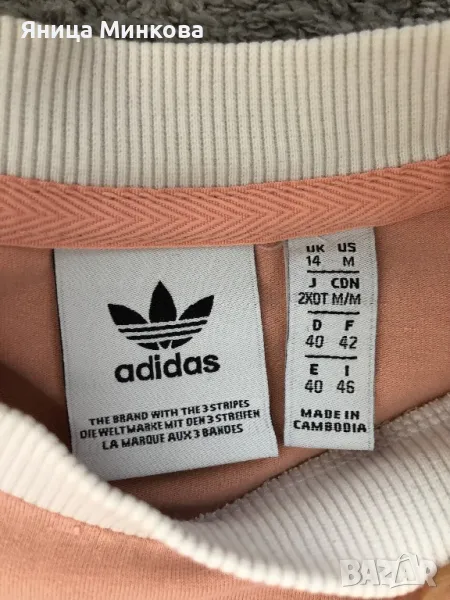 Яница Минкова
adidas
THE BRAND WITH THE 3 STRIPES
DIE WELTMARKE MIT DEN 3 STREIFEN
LA MARQUE AUX 3 BANDES
UK US
14 M
J CDN
2XOT M/M
D F
40 42
E I
40 46
MADE IN
CAMBODIA
BAZAR